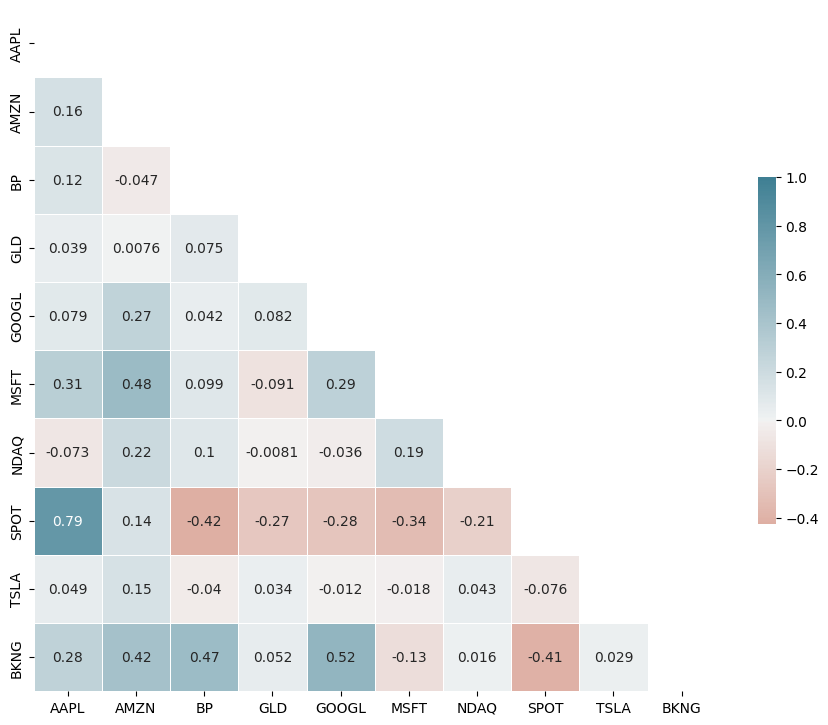 AAPL
AMZN 0.16
BP 0.12 -0.047
GLD 0.039 0.0076 0.075
GOOGL 0.079 0.27 0.042 0.082
MSFT 0.31 0.48 0.099 -0.091 0.29
NDAQ -0.073 0.22 0.1 -0.0081 -0.036 0.19
SPOT 0.79 0.14 -0.42 -0.27 -0.28 -0.34 -0.21
TSLA 0.049 0.15 -0.04 0.034 -0.012 -0.018 0.043 -0.076
BKNG 0.28 0.42 0.47 0.052 0.52 -0.13 0.016 -0.41 0.029
AAPL AMZN BP GLD GOOGL MSFT NDAQ SPOT TSLA BKNG
1.0
0.8
0.6
0.4
0.2
0.0
−0.2
−0.4